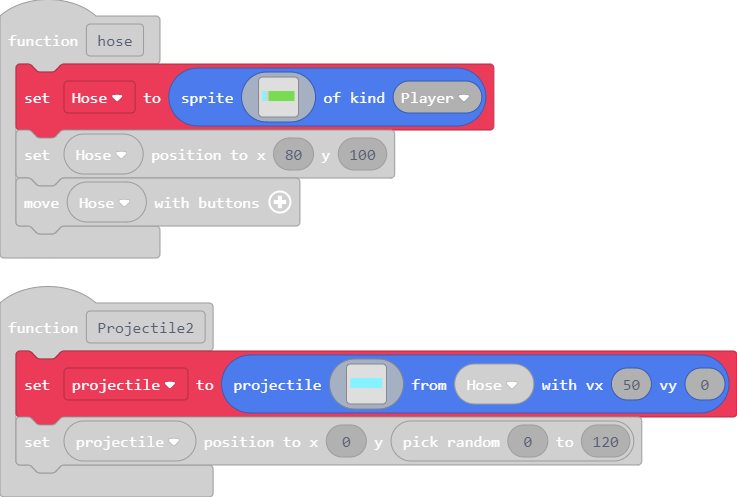 function hose
set Hose to sprite of kind Player
set Hose position to x 80 y 100
move Hose with buttons
function Projectile2
set projectile to projectile from Hose with vx 50 vy 0
set projectile position to x 0 y pick random 0 to 120